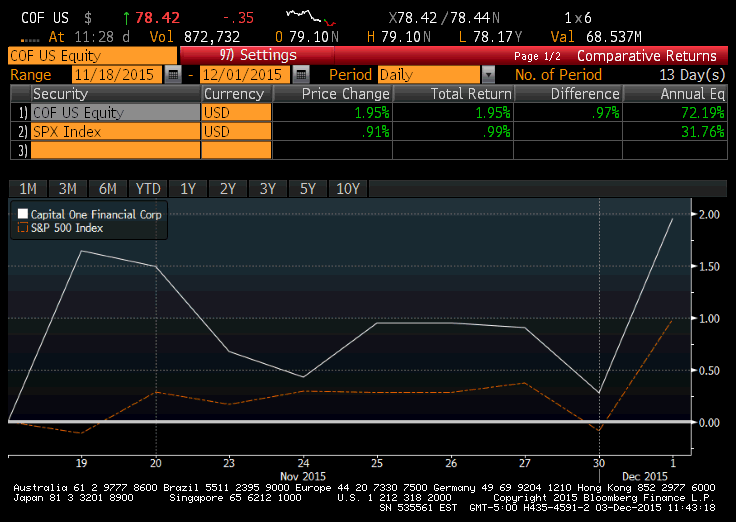 COF US $ ↑ 78.42 -.35 X78.42/78.44N 1x6
At 11:28 d Vol 872,732 O 79.10N H 79.10N L 78.17Y Val 68.537M
COF US Equity 97) Settings Page 1/2 Comparative Returns
Range 11/18/2015 - 12/01/2015 Period Daily No. of Period 13 Day(s)
Security Currency Price Change Total Return Difference Annual Eq
1) COF US Equity USD 1.95% 1.95% .97% 72.19%
2) SPX Index USD .91% .99% 31.76%
3)
1M 3M 6M YTD 1Y 2Y 3Y 5Y 10Y
Capital One Financial Corp
S&P 500 Index
2.00
1.50
1.00
0.50
0.00
19 20 23 24 25 26 27 30 1
Nov 2015 Dec 2015
Australia 61 2 9777 8600 Brazil 5511 2395 9000 Europe 44 20 7330 7500 Germany 49 69 9204 1210 Hong Kong 852 2977 6000
Japan 81 3 3201 8900 Singapore 65 6212 1000 U.S. 1 212 318 2000 Copyright 2015 Bloomberg Finance L.P.
SN 535561 EST GMT-5:00 H435-4591-2 03-Dec-2015 11:43:18